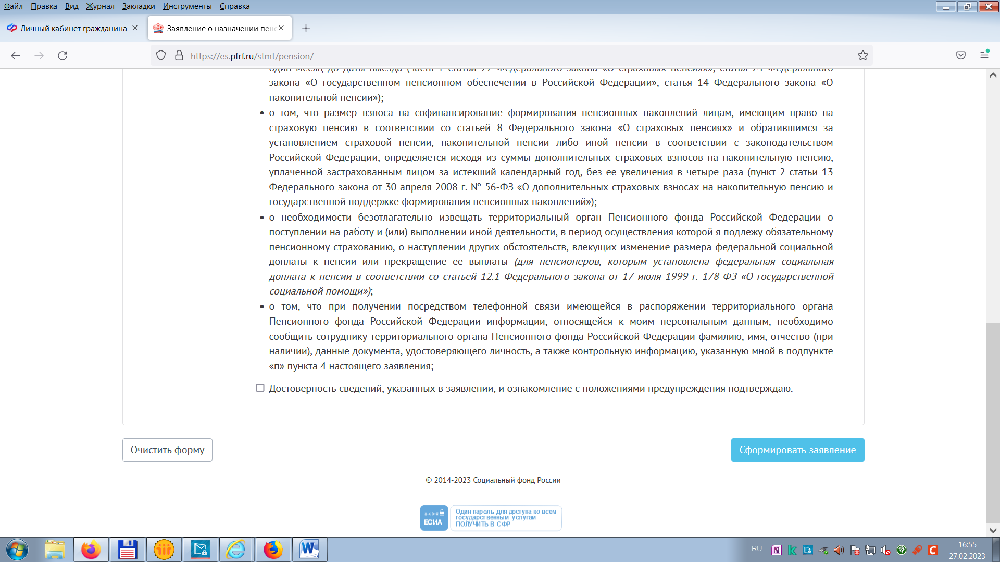 Файл Правка Вид Журнал Закладки Инструменты Справка
Личный кабинет гражданина
Заявление о назначении пенс
https://es.pfrf.ru/stmt/pension/
один месяц до даты выезда (часть 1 статьи 27 Федерального закона «О страховых пенсиях», статья 24 Федерального
закона «О государственном пенсионном обеспечении в Российской Федерации», статья 14 Федерального закона «О
накопительной пенсии»);
• о том, что размер взноса на софинансирование формирования пенсионных накоплений лицам, имеющим право на
страховую пенсию в соответствии со статьей 8 Федерального закона «О страховых пенсиях» и обратившимся за
установлением страховой пенсии, накопительной пенсии либо иной пенсии в соответствии с законодательством
Российской Федерации, определяется исходя из суммы дополнительных страховых взносов на накопительную пенсию,
уплаченной застрахованным лицом за истекший календарный год, без ее увеличения в четыре раза (пункт 2 статьи 13
Федерального закона от 30 апреля 2008 г. № 56-ФЗ «О дополнительных страховых взносах на накопительную пенсию и
государственной поддержке формирования пенсионных накоплений»);
• о необходимости безотлагательно извещать территориальный орган Пенсионного фонда Российской Федерации о
поступлении на работу и (или) выполнении иной деятельности, в период осуществления которой я подлежу обязательному
пенсионному страхованию, о наступлении других обстоятельств, влекущих изменение размера федеральной социальной
доплаты к пенсии или прекращение ее выплаты (для пенсионеров, которым установлена федеральная социальная
доплата к пенсии в соответствии со статьей 12.1 Федерального закона от 17 июля 1999 г. 178-ФЗ «О государственной
социальной помощи»);
• о том, что при получении посредством телефонной связи имеющейся в распоряжении территориального органа
Пенсионного фонда Российской Федерации информации, относящейся к моим персональным данным, необходимо
сообщить сотруднику территориального органа Пенсионного фонда Российской Федерации фамилию, имя, отчество (при
наличии), данные документа, удостоверяющего личность, а также контрольную информацию, указанную мной в подпункте
«п» пункта 4 настоящего заявления;
Достоверность сведений, указанных в заявлении, и ознакомление с положениями предупреждения подтверждаю.
Очистить форму
Сформировать заявление
© 2014-2023 Социальный фонд России
****
ЕСИА
Один пароль для доступа ко всем
государственным услугам
ПОЛУЧИТЬ В СФР
RU
16:55
27.02.2023